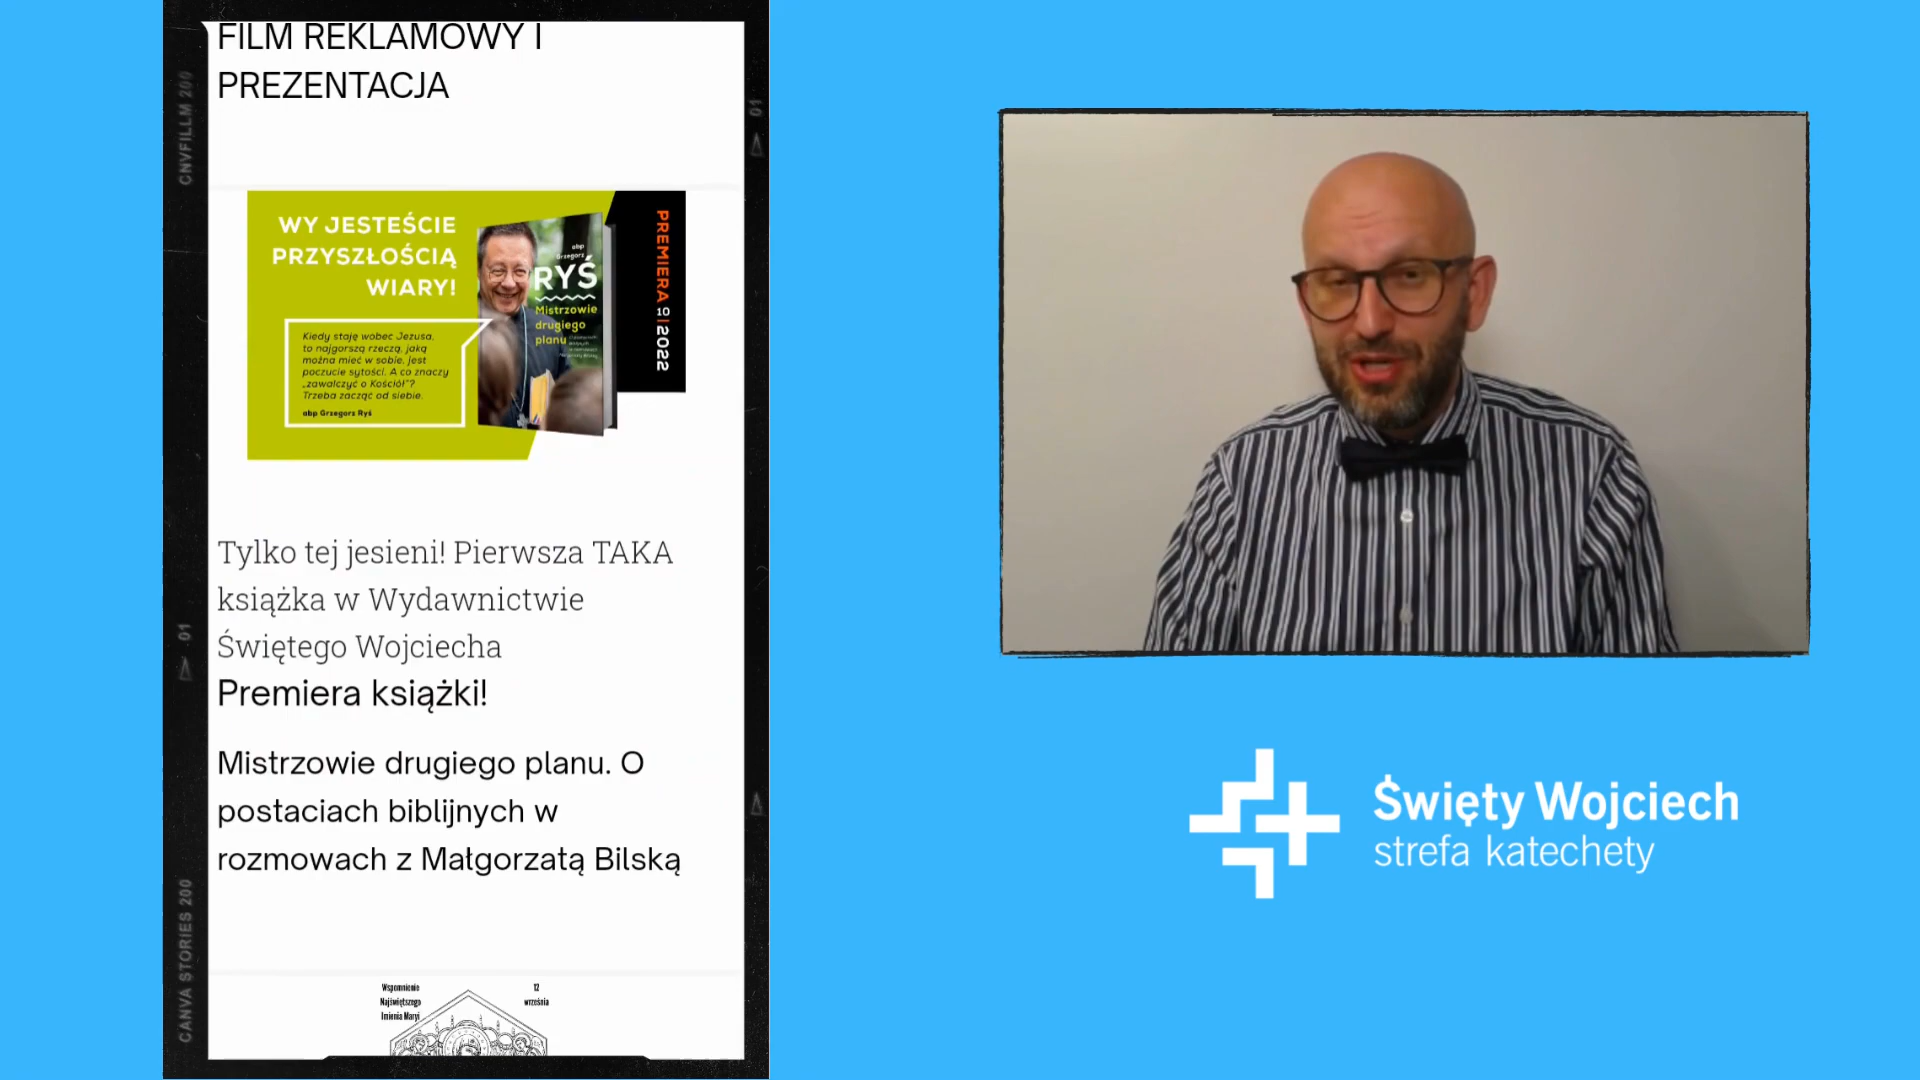 FILM REKLAMOWY I
PREZENTACJA
WY JESTEŚCIE
PRZYSZŁOŚCIĄ
WIARY!
Kiedy staję wobec Jezusa,
to najgorszą rzeczą, jaką
można mieć w sobie, jest
poczucie sytości. A co znaczy
„zawalczyć o Kościół”?
Trzeba zacząć od siebie.
abp Grzegorz Ryś
abp
Grzegorz
RYŚ
Mistrzowie
drugiego
planu
PREMIERA 10 | 2022
Tylko tej jesieni! Pierwsza TAKA
książka w Wydawnictwie
Świętego Wojciecha
Premiera książki!
Mistrzowie drugiego planu. O
postaciach biblijnych w
rozmowach z Małgorzatą Bilską
Wspomnienie
Najświętszego
Imienia Maryi
12
września
CNVFILLM 200
01
01
CANVA STORIES 200
Święty Wojciech
strefa katechety